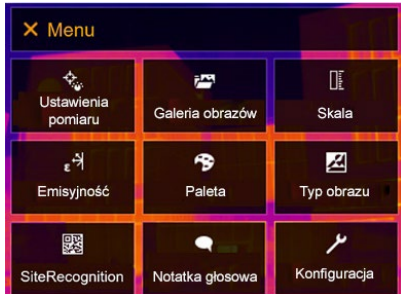 × Menu
Ustawienia
pomiaru
Galeria obrazów
Skala
Emisyjność
Paleta
Typ obrazu
SiteRecognition
Notatka głosowa
Konfiguracja